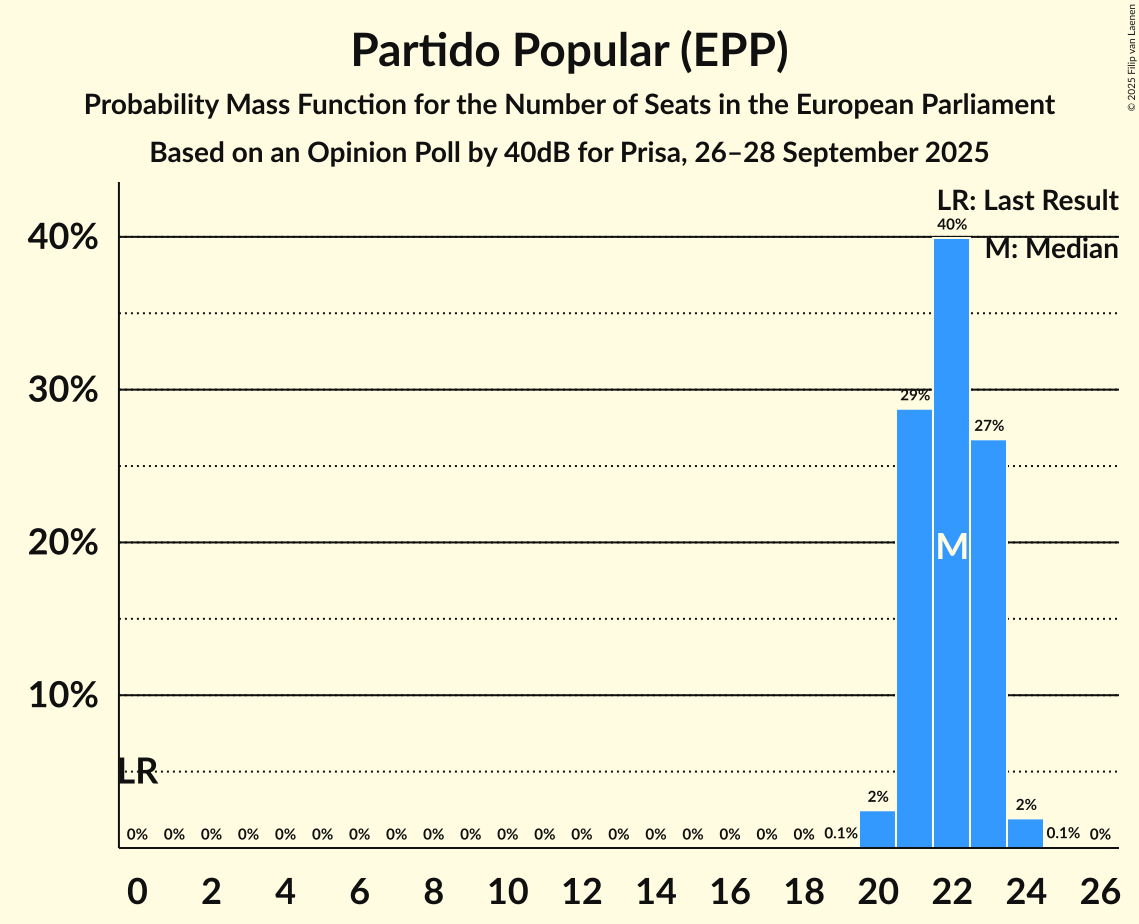 Partido Popular (EPP)
Probability Mass Function for the Number of Seats in the European Parliament
Based on an Opinion Poll by 40dB for Prisa, 26–28 September 2025
© 2025 Filip van Laenen
LR: Last Result
M: Median
40%
30%
20%
10%
40%
29%
27%
M
LR
2%
2%
0% 0% 0% 0% 0% 0% 0% 0% 0% 0% 0% 0% 0% 0% 0% 0% 0% 0% 0% 0.1% 0.1% 0%
0 2 4 6 8 10 12 14 16 18 20 22 24 26